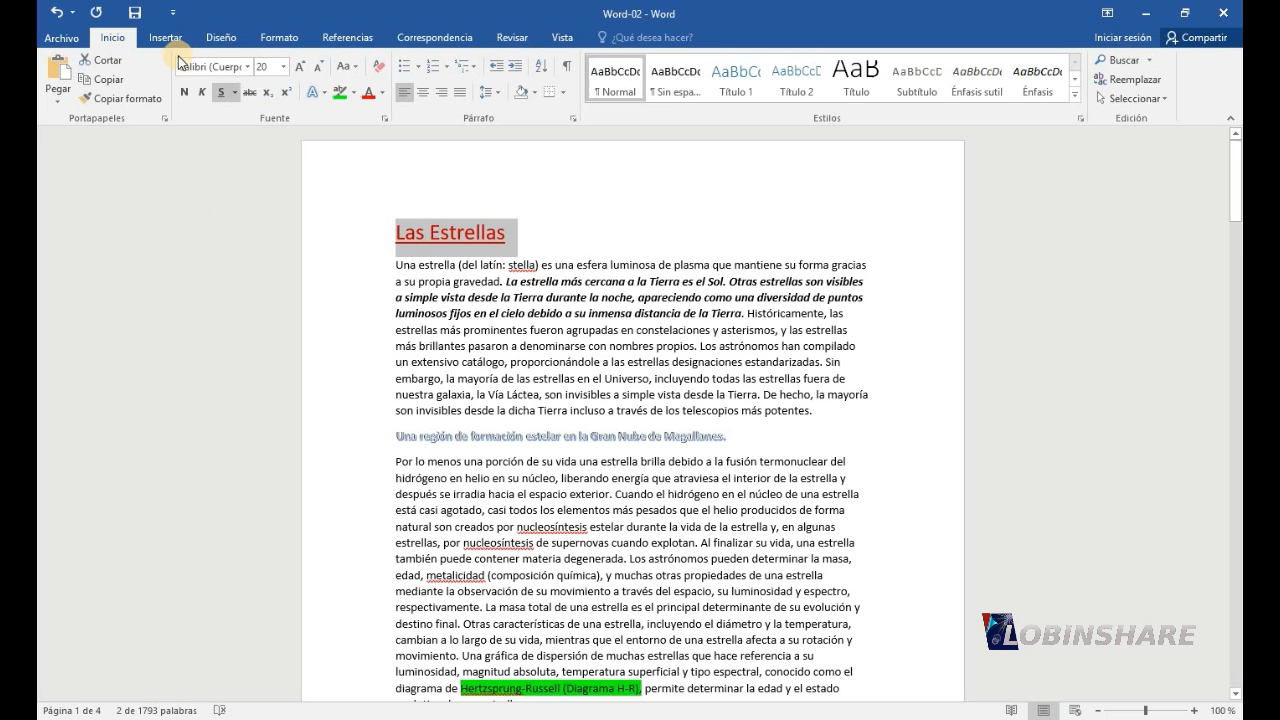 Word-02 - Word
Archivo Inicio Insertar Diseño Formato Referencias Correspondencia Revisar Vista ¿Qué desea hacer? Iniciar sesión Compartir
Pegar
Cortar
Copiar
Copiar formato
Portapapeles
(Cuerpo 20
Aa
N K S abc X₂ X²
A A
Fuente
Párrafo
AaBbCcDc AaBbCcDc AaBbCc AaBbCcD AaB AaBbCcD AaBbCcDt AaBbCcDt
¶ Normal ¶ Sin espa... Título 1 Título 2 Título Subtítulo Énfasis sutil Énfasis
Estilos
Buscar
Reemplazar
Seleccionar
Edición
Las Estrellas
Una estrella (del latín: stella) es una esfera luminosa de plasma que mantiene su forma gracias
a su propia gravedad. La estrella más cercana a la Tierra es el Sol. Otras estrellas son visibles
a simple vista desde la Tierra durante la noche, apareciendo como una diversidad de puntos
luminosos fijos en el cielo debido a su inmensa distancia de la Tierra. Históricamente, las
estrellas más prominentes fueron agrupadas en constelaciones y asterismos, y las estrellas
más brillantes pasaron a denominarse con nombres propios. Los astrónomos han compilado
un extensivo catálogo, proporcionándole a las estrellas designaciones estandarizadas. Sin
embargo, la mayoría de las estrellas en el Universo, incluyendo todas las estrellas fuera de
nuestra galaxia, la Vía Láctea, son invisibles a simple vista desde la Tierra. De hecho, la mayoría
son invisibles desde la dicha Tierra incluso a través de los telescopios más potentes.
Una región de formación estelar en la Gran Nube de Magallanes.
Por lo menos una porción de su vida una estrella brilla debido a la fusión termonuclear del
hidrógeno en helio en su núcleo, liberando energía que atraviesa el interior de la estrella y
después se irradia hacia el espacio exterior. Cuando el hidrógeno en el núcleo de una estrella
está casi agotado, casi todos los elementos más pesados que el helio producidos de forma
natural son creados por nucleosíntesis estelar durante la vida de la estrella y, en algunas
estrellas, por nucleosíntesis de supernovas cuando explotan. Al finalizar su vida, una estrella
también puede contener materia degenerada. Los astrónomos pueden determinar la masa,
edad, metalicidad (composición química), y muchas otras propiedades de una estrella
mediante la observación de su movimiento a través del espacio, su luminosidad y espectro,
respectivamente. La masa total de una estrella es el principal determinante de su evolución y
destino final. Otras características de una estrella, incluyendo el diámetro y la temperatura,
cambian a lo largo de su vida, mientras que el entorno de una estrella afecta a su rotación y
movimiento. Una gráfica de dispersión de muchas estrellas que hace referencia a su
luminosidad, magnitud absoluta, temperatura superficial y tipo espectral, conocido como el
diagrama de Hertzsprung-Russell (Diagrama H-R), permite determinar la edad y el estado
LOBINSHARE
Página 1 de 4 2 de 1793 palabras 100 %